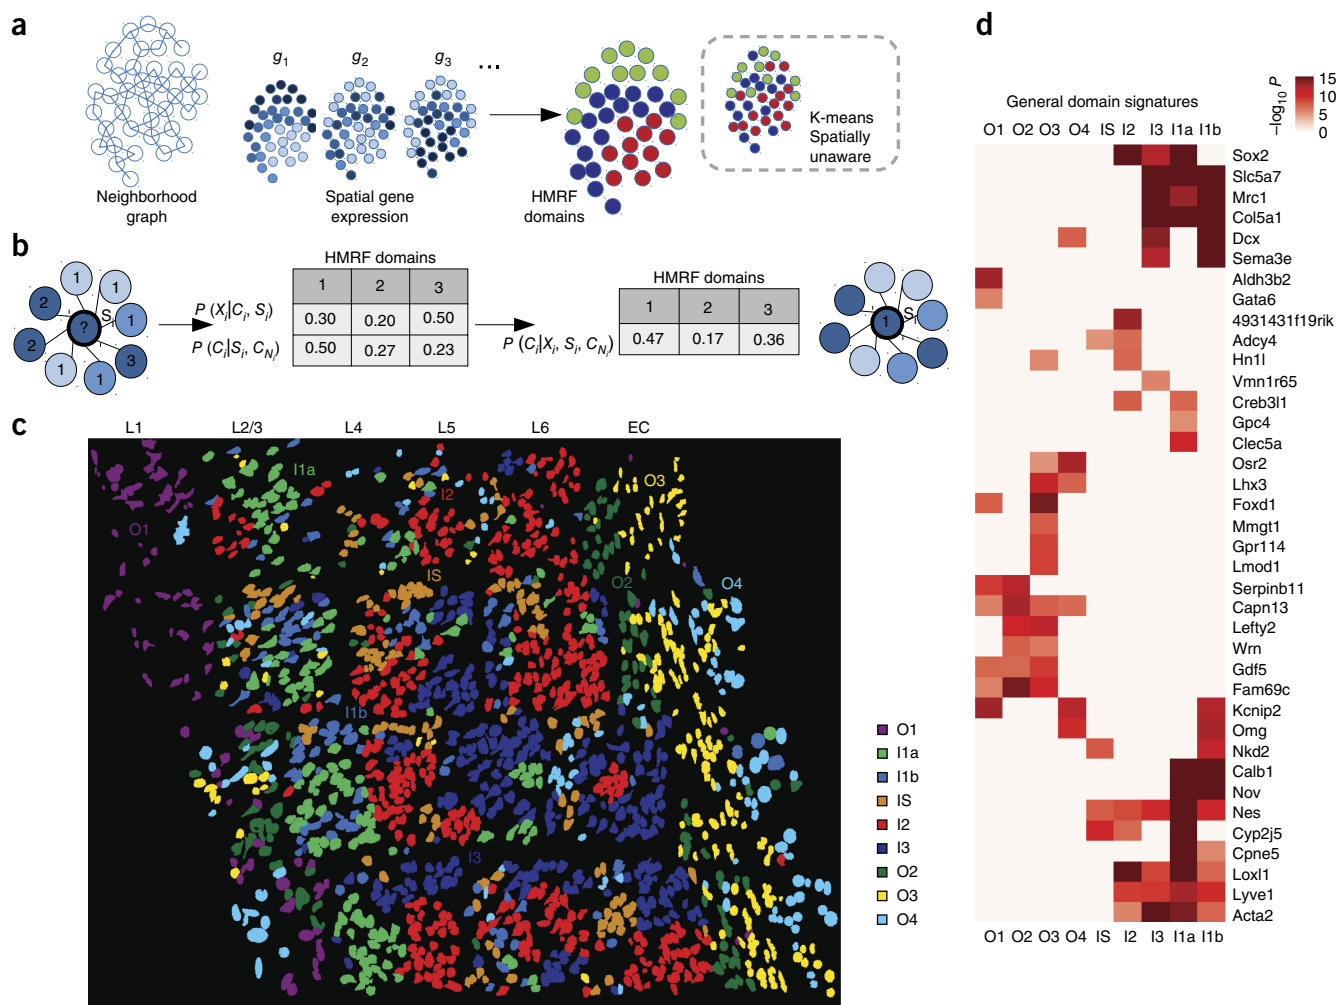 a
g1
g2
g3
...
Neighborhood
graph
Spatial gene
expression
HMRF
domains
K-means
Spatially
unaware
b
1
1
2
1
?
Si
2
3
1
1
P (Xi|Ci, Si)
P (Ci|Si, CNi)
HMRF domains
1 2 3
0.30 0.20 0.50
0.50 0.27 0.23
P (Ci|Xi, Si, CNi)
HMRF domains
1 2 3
0.47 0.17 0.36
1
c
L1 L2/3 L4 L5 L6 EC
I1a
I2
O3
O1
IS
O2
O4
I1b
I3
O1
I1a
I1b
IS
I2
I3
O2
O3
O4
d
–log10 P
15
10
5
0
General domain signatures
O1 O2 O3 O4 IS I2 I3 I1a I1b
Sox2
Slc5a7
Mrc1
Col5a1
Dcx
Sema3e
Aldh3b2
Gata6
4931431f19rik
Adcy4
Hn1l
Vmn1r65
Creb3l1
Gpc4
Clec5a
Osr2
Lhx3
Foxd1
Mmgt1
Gpr114
Lmod1
Serpinb11
Capn13
Lefty2
Wrn
Gdf5
Fam69c
Kcnip2
Omg
Nkd2
Calb1
Nov
Nes
Cyp2j5
Cpne5
Loxl1
Lyve1
Acta2
O1 O2 O3 O4 IS I2 I3 I1a I1b